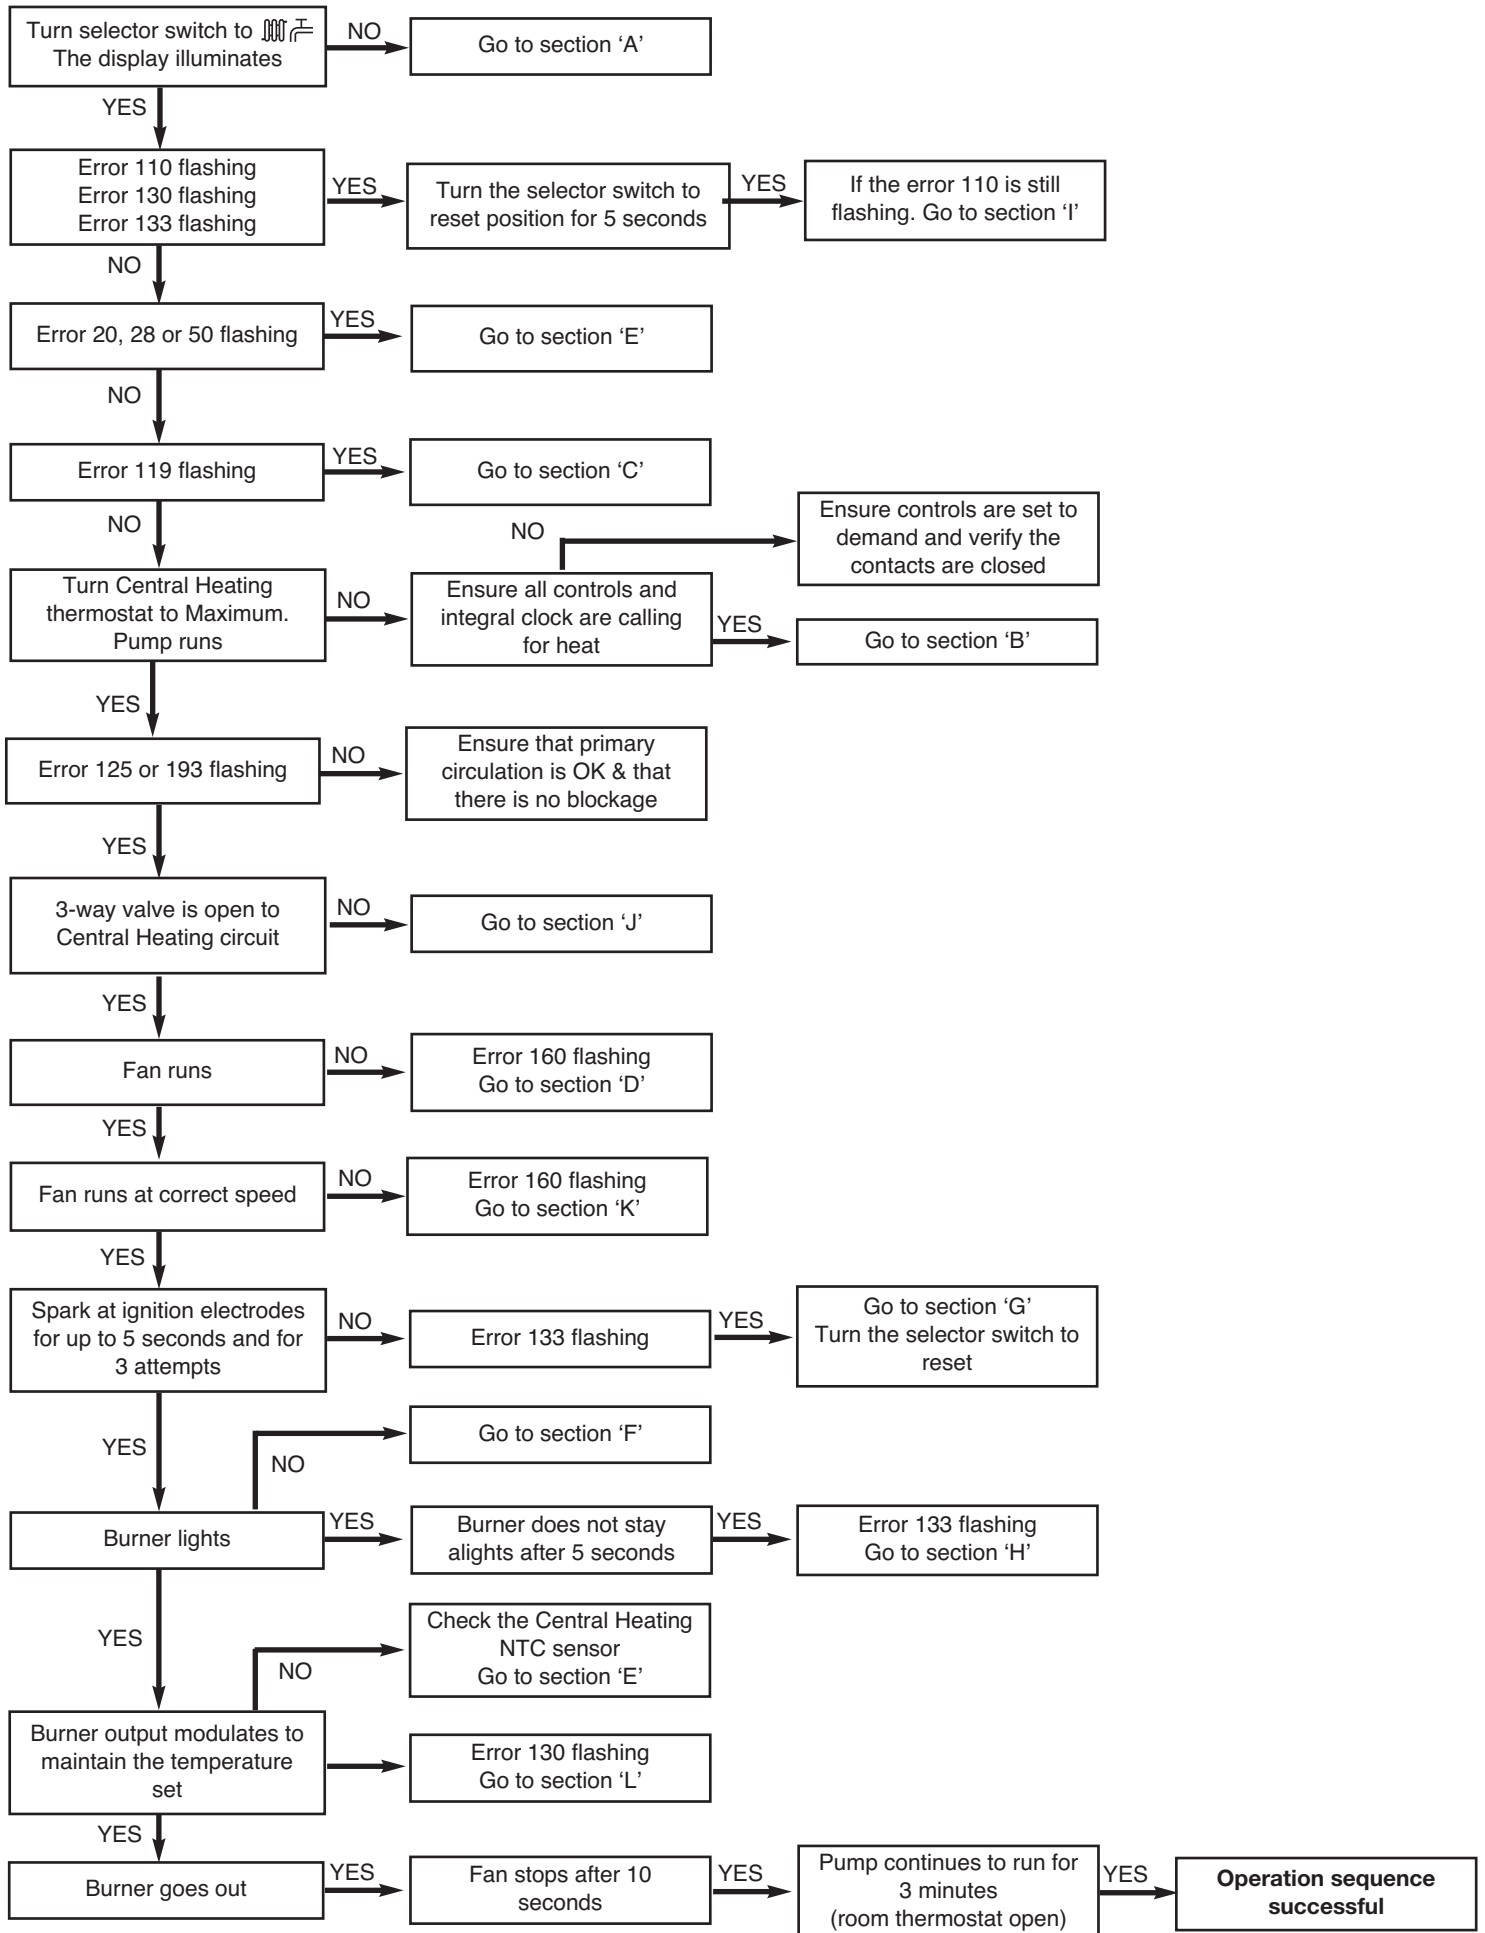 Turn selector switch to
The display illuminates
NO
Go to section ‘A’
YES
Error 110 flashing
Error 130 flashing
Error 133 flashing
YES
Turn the selector switch to
reset position for 5 seconds
YES
If the error 110 is still
flashing. Go to section ‘I’
NO
Error 20, 28 or 50 flashing
YES
Go to section ‘E’
NO
Error 119 flashing
YES
Go to section ‘C’
NO
Turn Central Heating
thermostat to Maximum.
Pump runs
NO
Ensure all controls and
integral clock are calling
for heat
NO
Ensure controls are set to
demand and verify the
contacts are closed
YES
Go to section ‘B’
YES
Error 125 or 193 flashing
NO
Ensure that primary
circulation is OK & that
there is no blockage
YES
3-way valve is open to
Central Heating circuit
NO
Go to section ‘J’
YES
Fan runs
NO
Error 160 flashing
Go to section ‘D’
YES
Fan runs at correct speed
NO
Error 160 flashing
Go to section ‘K’
YES
Spark at ignition electrodes
for up to 5 seconds and for
3 attempts
NO
Error 133 flashing
YES
Go to section ‘G’
Turn the selector switch to
reset
YES
NO
Go to section ‘F’
Burner lights
YES
Burner does not stay
alights after 5 seconds
YES
Error 133 flashing
Go to section ‘H’
YES
NO
Check the Central Heating
NTC sensor
Go to section ‘E’
Burner output modulates to
maintain the temperature
set
Error 130 flashing
Go to section ‘L’
YES
Burner goes out
YES
Fan stops after 10
seconds
YES
Pump continues to run for
3 minutes
(room thermostat open)
YES
Operation sequence
successful